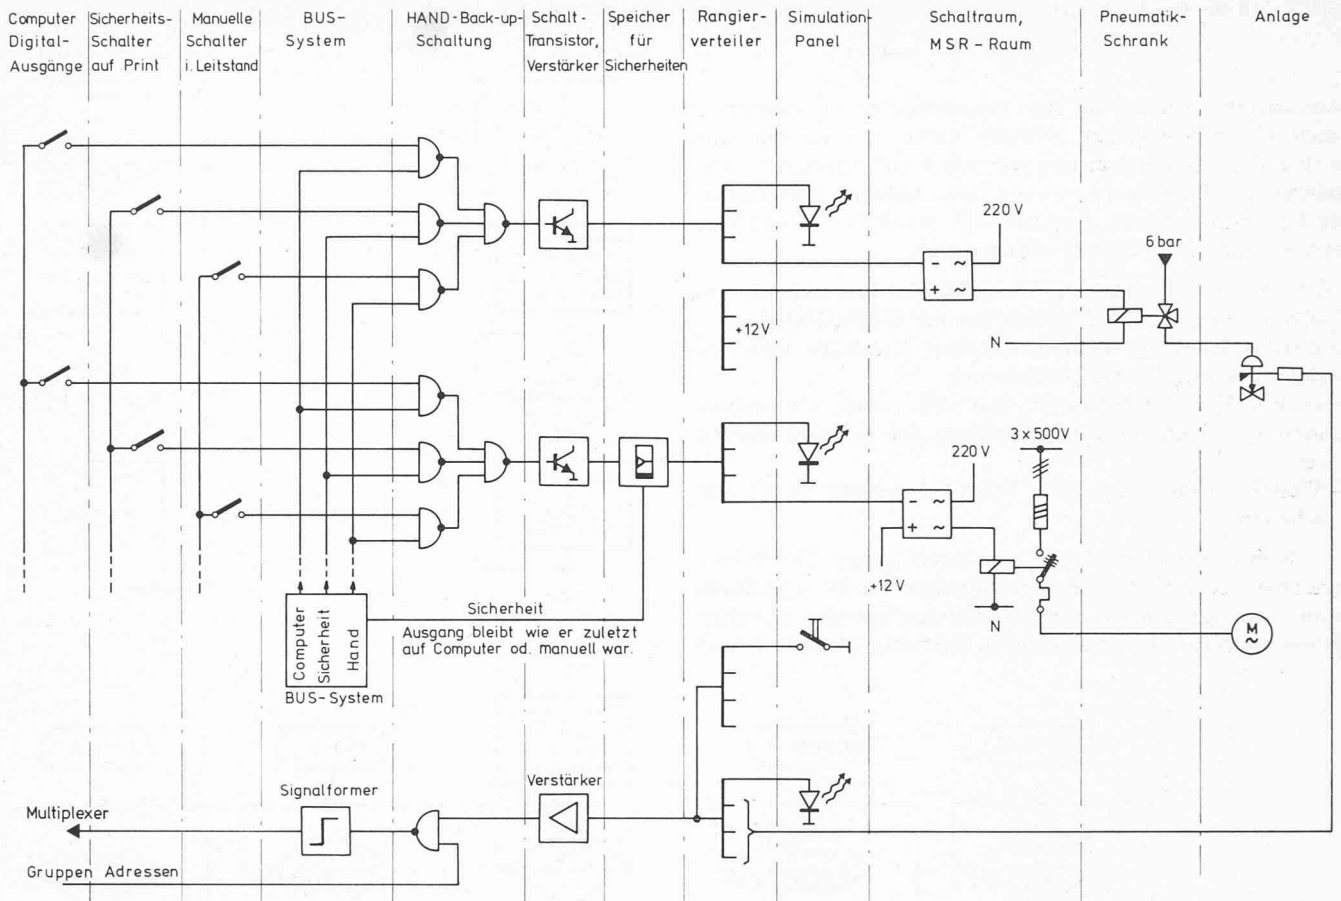 Computer
Digital-
Ausgänge
Sicherheits-
Schalter
auf Print
Manuelle
Schalter
i. Leitstand
BUS-
System
HAND-Back-up-
Schaltung
Schalt-
Transistor,
Verstärker
Speicher
für
Sicherheiten
Rangier-
verteiler
Simulation-
Panel
Schaltraum,
MSR-Raum
Pneumatik-
Schrank
Anlage
220 V
6 bar
- ~
+ ~
+12 V
N
3 x 500V
220 V
- ~
+ ~
+12 V
N
M
~
Computer
Sicherheit
Hand
BUS-System
Sicherheit
Ausgang bleibt wie er zuletzt
auf Computer od. manuell war.
Signalformer
Verstärker
Multiplexer
Gruppen Adressen